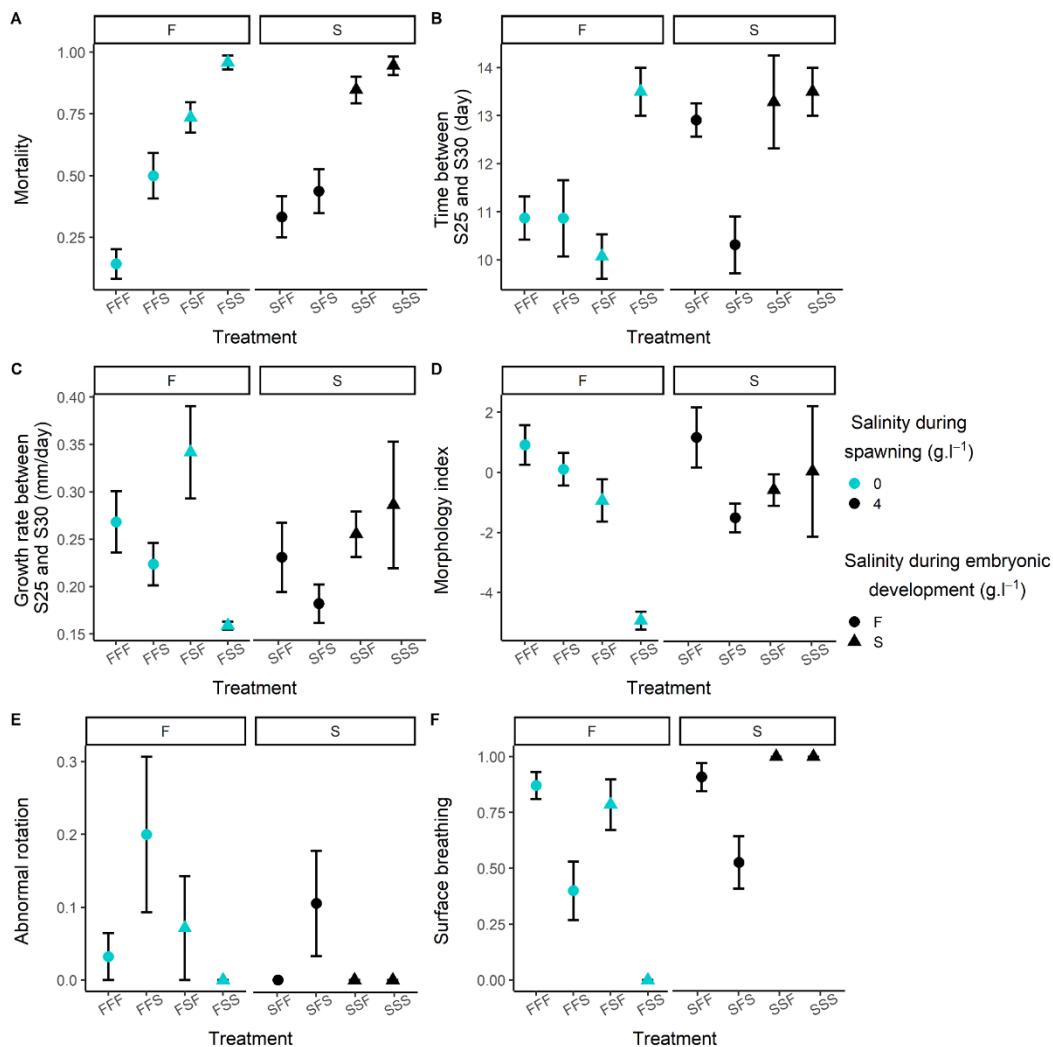 A
F
S
Mortality
1.00
0.75
0.50
0.25
FFF
FFS
FSF
FSS
SFF
SFS
SSF
SSS
Treatment
B
F
S
Time between
S25 and S30 (day)
14
13
12
11
10
FFF
FFS
FSF
FSS
SFF
SFS
SSF
SSS
Treatment
C
F
S
Growth rate between
S25 and S30 (mm/day)
0.40
0.35
0.30
0.25
0.20
0.15
FFF
FFS
FSF
FSS
SFF
SFS
SSF
SSS
Treatment
D
F
S
Morphology index
2
0
-2
-4
FFF
FFS
FSF
FSS
SFF
SFS
SSF
SSS
Treatment
Salinity during
spawning (g.l⁻¹)
0
4
Salinity during embryonic
development (g.l⁻¹)
F
S
E
F
S
Abnormal rotation
0.3
0.2
0.1
0.0
FFF
FFS
FSF
FSS
SFF
SFS
SSF
SSS
Treatment
F
F
S
Surface breathing
1.00
0.75
0.50
0.25
0.00
FFF
FFS
FSF
FSS
SFF
SFS
SSF
SSS
Treatment